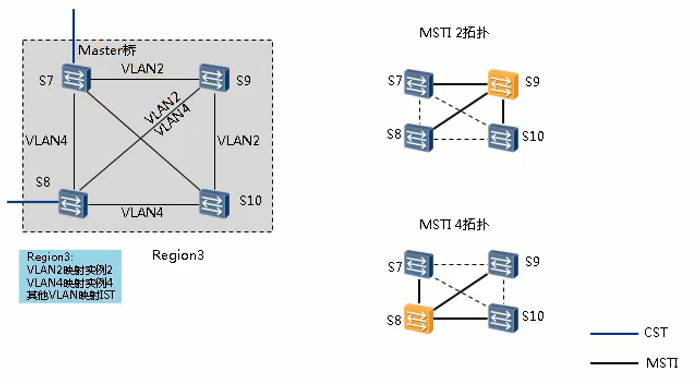 Master桥
S7
VLAN2
S9
VLAN2
VLAN4
VLAN4
VLAN2
S8
VLAN4
S10
Region3:
VLAN2映射实例2
VLAN4映射实例4
其他VLAN映射IST
Region3
MSTI 2拓扑
S7
S9
S8
S10
MSTI 4拓扑
S7
S9
S8
S10
CST
MSTI